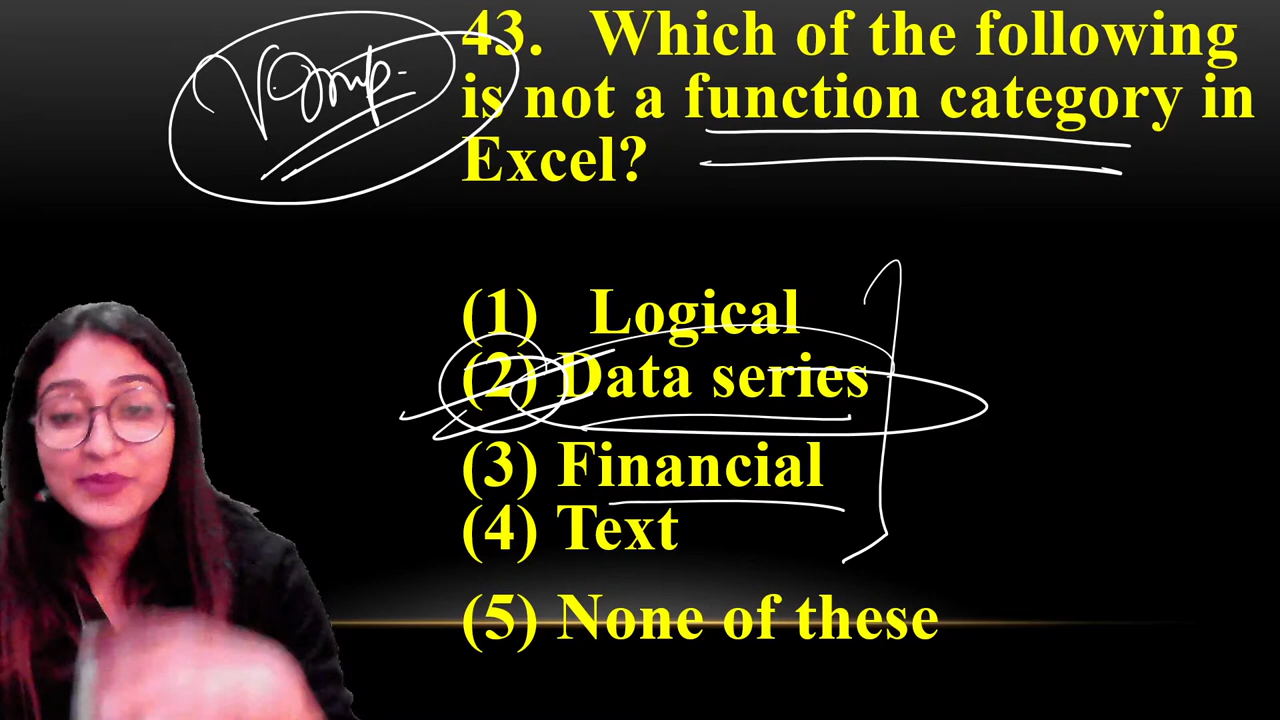 43. Which of the following
is not a function category in
Excel?
V.Imp.
(1) Logical
(2) Data series
(3) Financial
(4) Text
(5) None of these